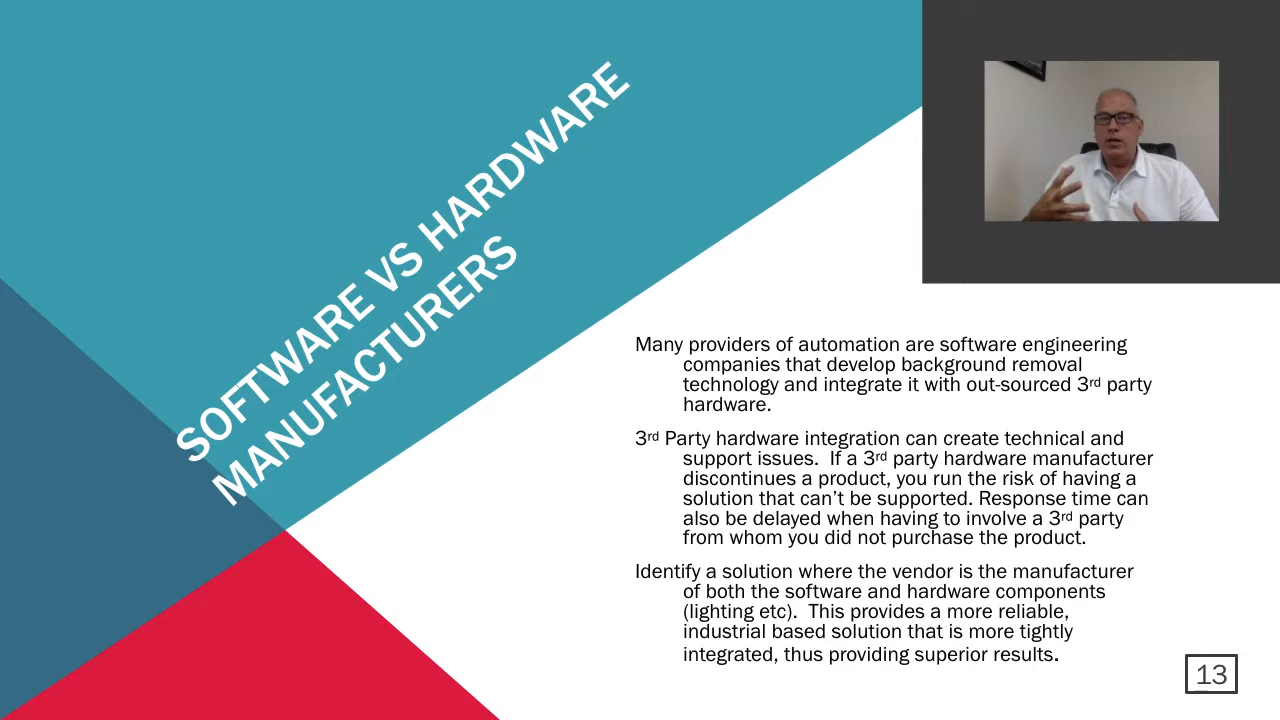 SOFTWARE VS HARDWARE
MANUFACTURERS
Many providers of automation are software engineering
companies that develop background removal
technology and integrate it with out-sourced 3rd party
hardware.
3rd Party hardware integration can create technical and
support issues.  If a 3rd party hardware manufacturer
discontinues a product, you run the risk of having a
solution that can’t be supported. Response time can
also be delayed when having to involve a 3rd party
from whom you did not purchase the product.
Identify a solution where the vendor is the manufacturer
of both the software and hardware components
(lighting etc).  This provides a more reliable,
industrial based solution that is more tightly
integrated, thus providing superior results.
13